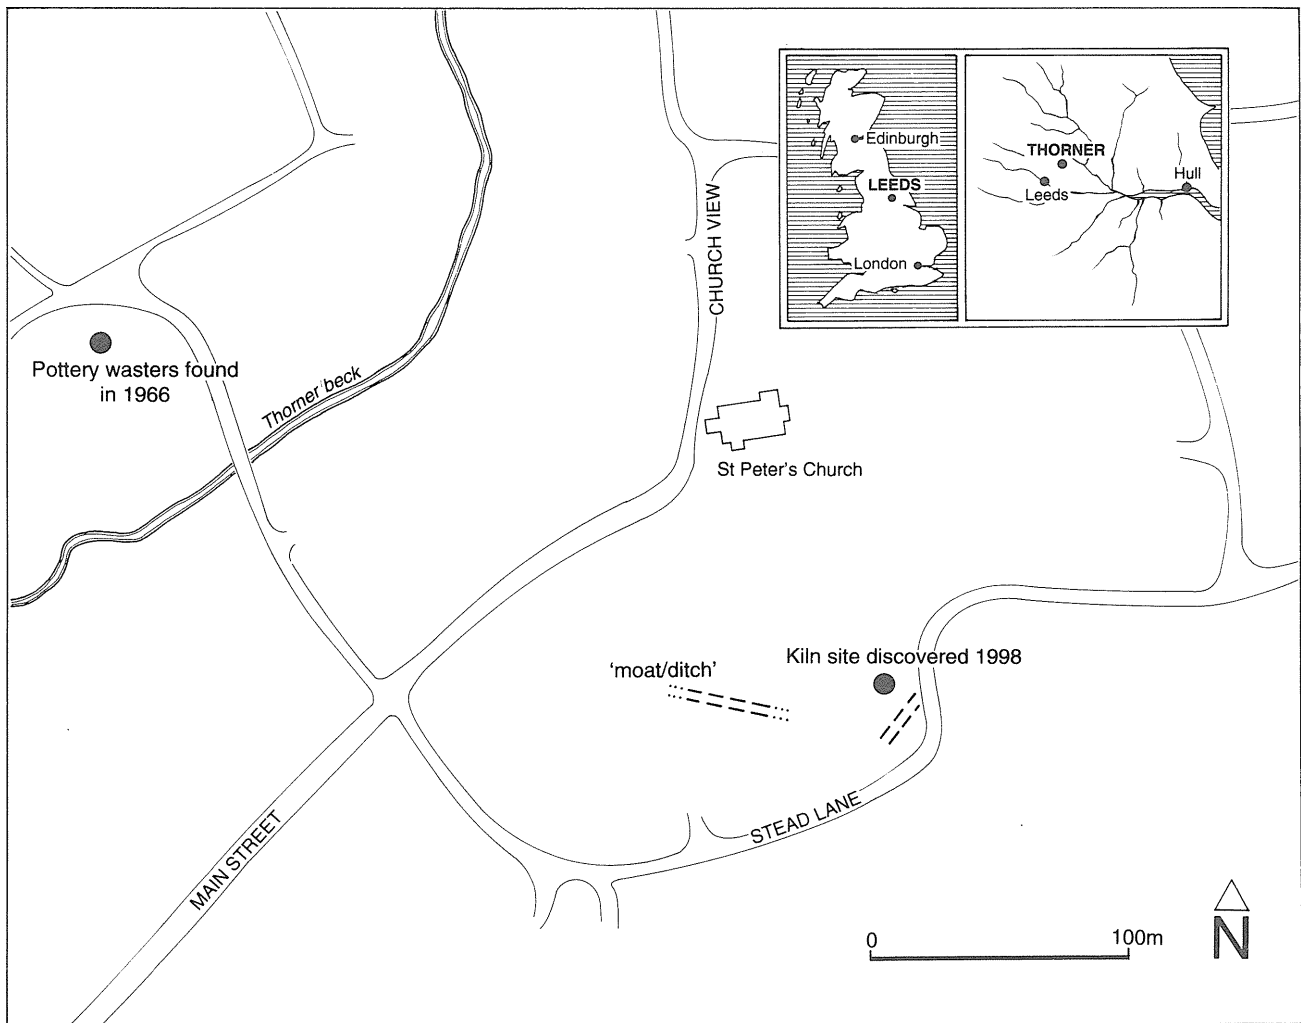 Edinburgh
LEEDS
London
THORNER
Leeds
Hull
CHURCH VIEW
Pottery wasters found
in 1966
Thorner beck
St Peter's Church
'moat/ditch'
Kiln site discovered 1998
STEAD LANE
MAIN STREET
0
100m
N